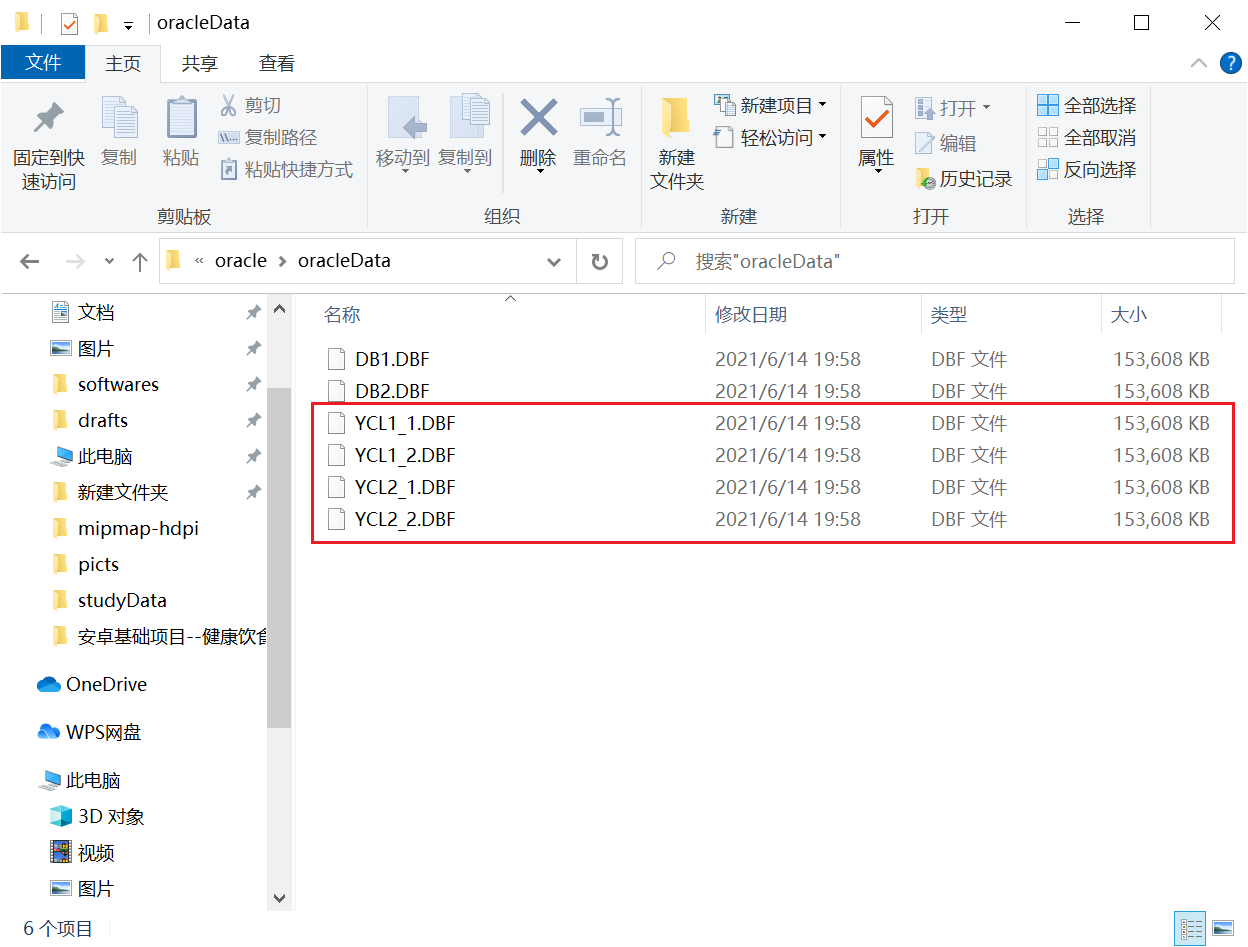 oracleData
文件 主页 共享 查看
固定到快速访问
复制
粘贴
剪切
复制路径
粘贴快捷方式
剪贴板
移动到 复制到
删除 重命名
组织
新建
文件夹
新建项目
轻松访问
新建
属性
打开
编辑
历史记录
打开
全部选择
全部取消
反向选择
选择
« oracle > oracleData
搜索"oracleData"
文档
图片
softwares
drafts
此电脑
新建文件夹
mipmap-hdpi
picts
studyData
安卓基础项目--健康饮食
OneDrive
WPS网盘
此电脑
3D 对象
视频
图片
名称 修改日期 类型 大小
DB1.DBF 2021/6/14 19:58 DBF 文件 153,608 KB
DB2.DBF 2021/6/14 19:58 DBF 文件 153,608 KB
YCL1_1.DBF 2021/6/14 19:58 DBF 文件 153,608 KB
YCL1_2.DBF 2021/6/14 19:58 DBF 文件 153,608 KB
YCL2_1.DBF 2021/6/14 19:58 DBF 文件 153,608 KB
YCL2_2.DBF 2021/6/14 19:58 DBF 文件 153,608 KB
6 个项目